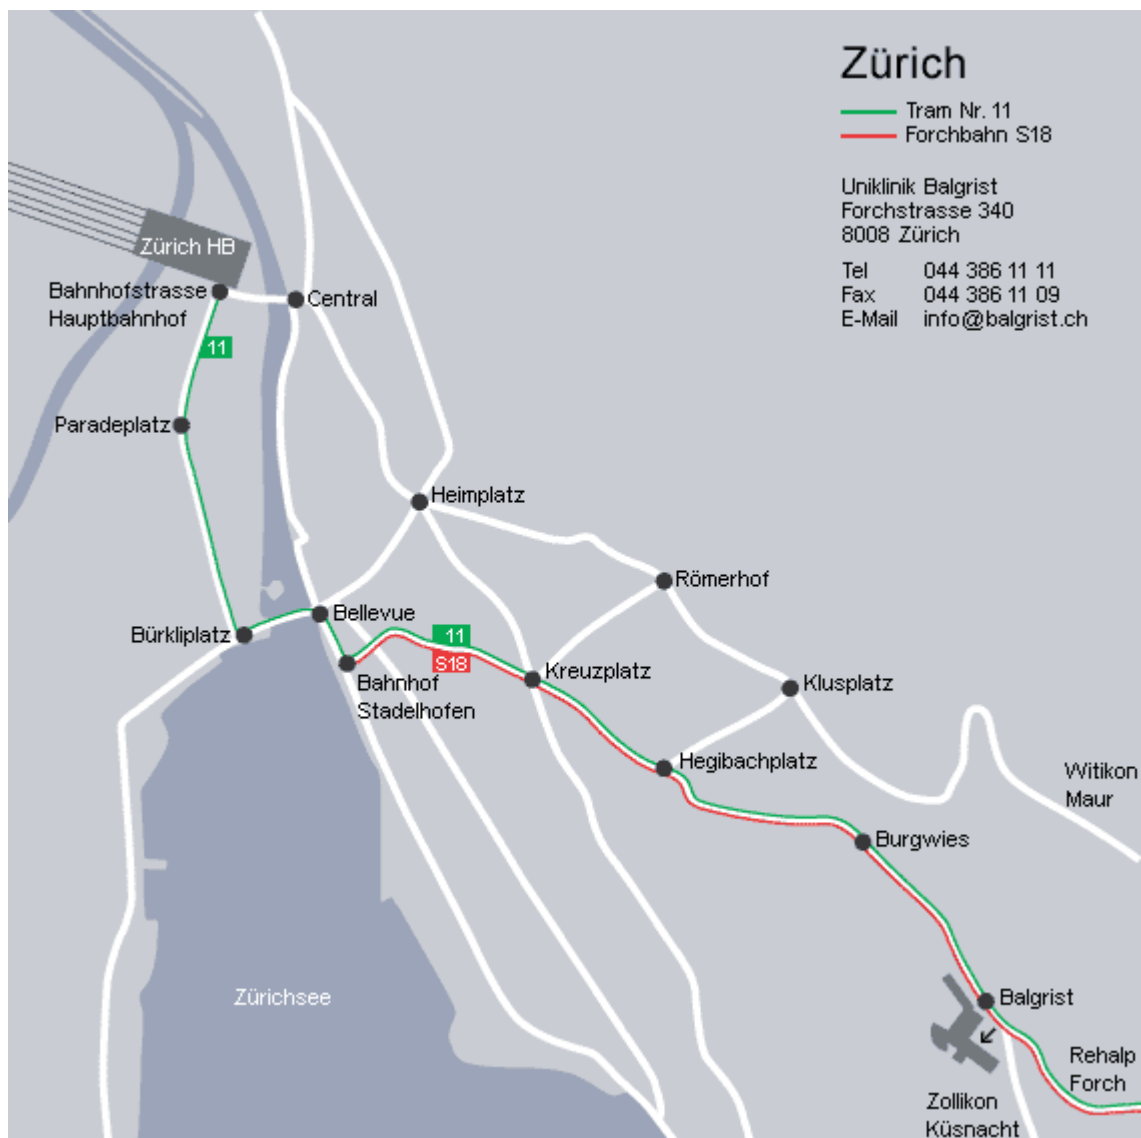 Zürich
Tram Nr. 11
Forchbahn S18
Uniklinik Balgrist
Forchstrasse 340
8008 Zürich
Tel 044 386 11 11
Fax 044 386 11 09
E-Mail info@balgrist.ch
Zürich HB
Bahnhofstrasse
Hauptbahnhof
Central
11
Paradeplatz
Heimplatz
Römerhof
Bellevue
Bürkliplatz
11
S18
Bahnhof
Stadelhofen
Kreuzplatz
Klusplatz
Hegibachplatz
Witikon
Maur
Burgwies
Zürichsee
Balgrist
Rehalp
Forch
Zollikon
Küsnacht